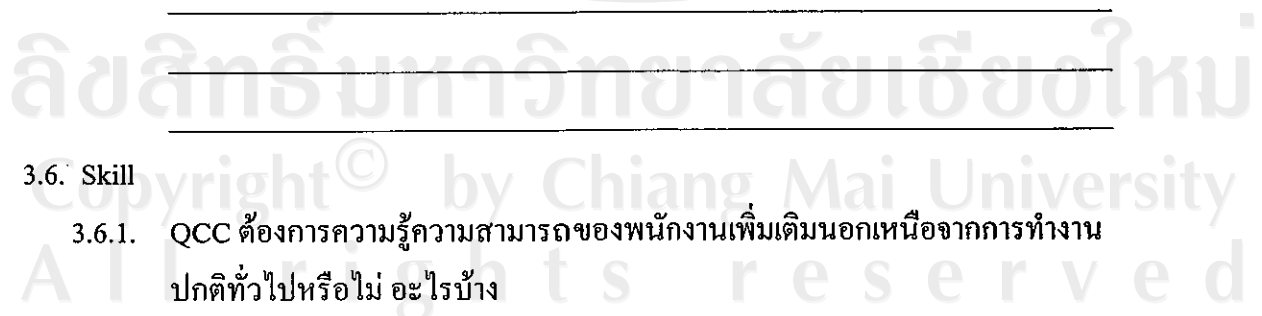 ลิขสิทธิ์มหาวิทยาลัยเชียงใหม่
3.6. Skill
Copyright© by Chiang Mai University
3.6.1. QCC ต้องการความรู้ความสามารถของพนักงานเพิ่มเติมนอกเหนือจากการทำงาน
ปกติทั่วไปหรือไม่ อะไรบ้าง
All rights reserved